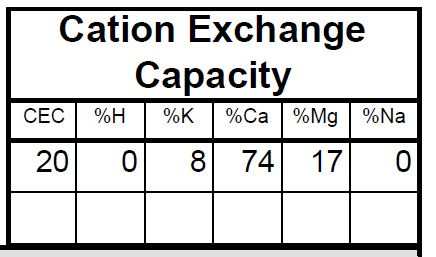 Cation Exchange
Capacity
CEC %H %K %Ca %Mg %Na
20 0 8 74 17 0